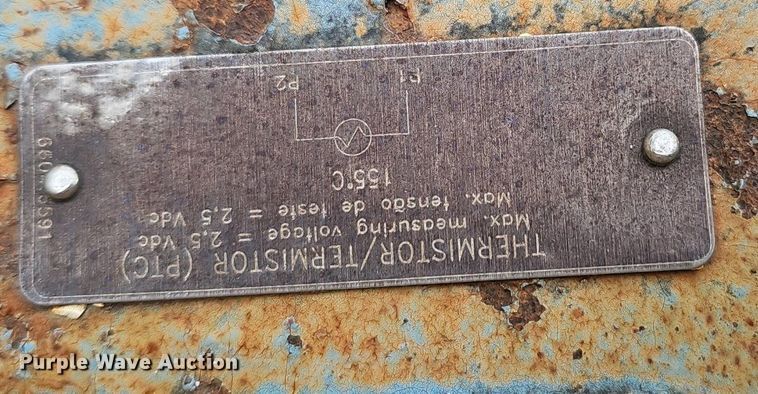 THERMISTOR/TERMISTOR (PTC)
Max. measuring voltage = 2,5 Vdc
Max. tensão de teste = 2,5 Vdc
155°C
P1 P2
Purple Wave Auction